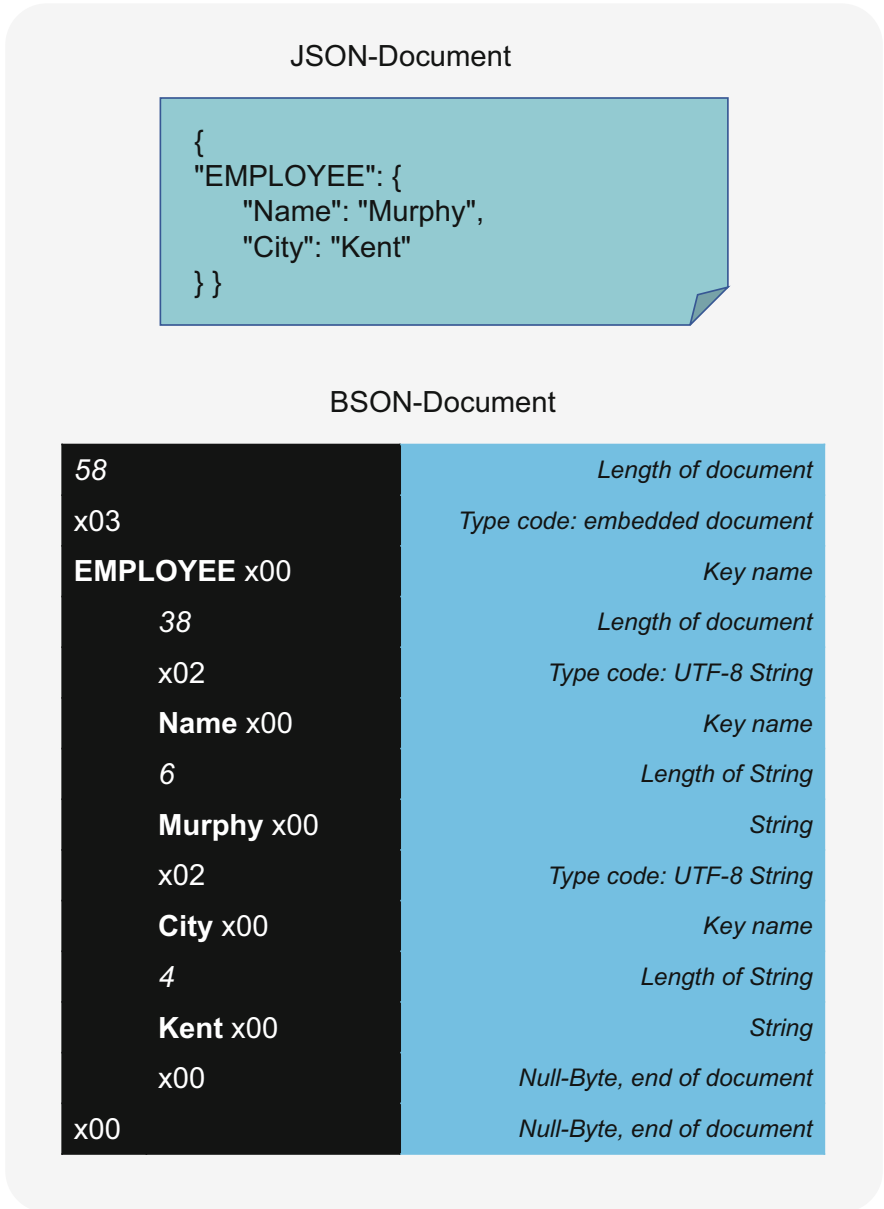 JSON-Document
{
"EMPLOYEE": {
"Name": "Murphy",
"City": "Kent"
} }
BSON-Document
58 Length of document
x03 Type code: embedded document
EMPLOYEE x00 Key name
38 Length of document
x02 Type code: UTF-8 String
Name x00 Key name
6 Length of String
Murphy x00 String
x02 Type code: UTF-8 String
City x00 Key name
4 Length of String
Kent x00 String
x00 Null-Byte, end of document
x00 Null-Byte, end of document